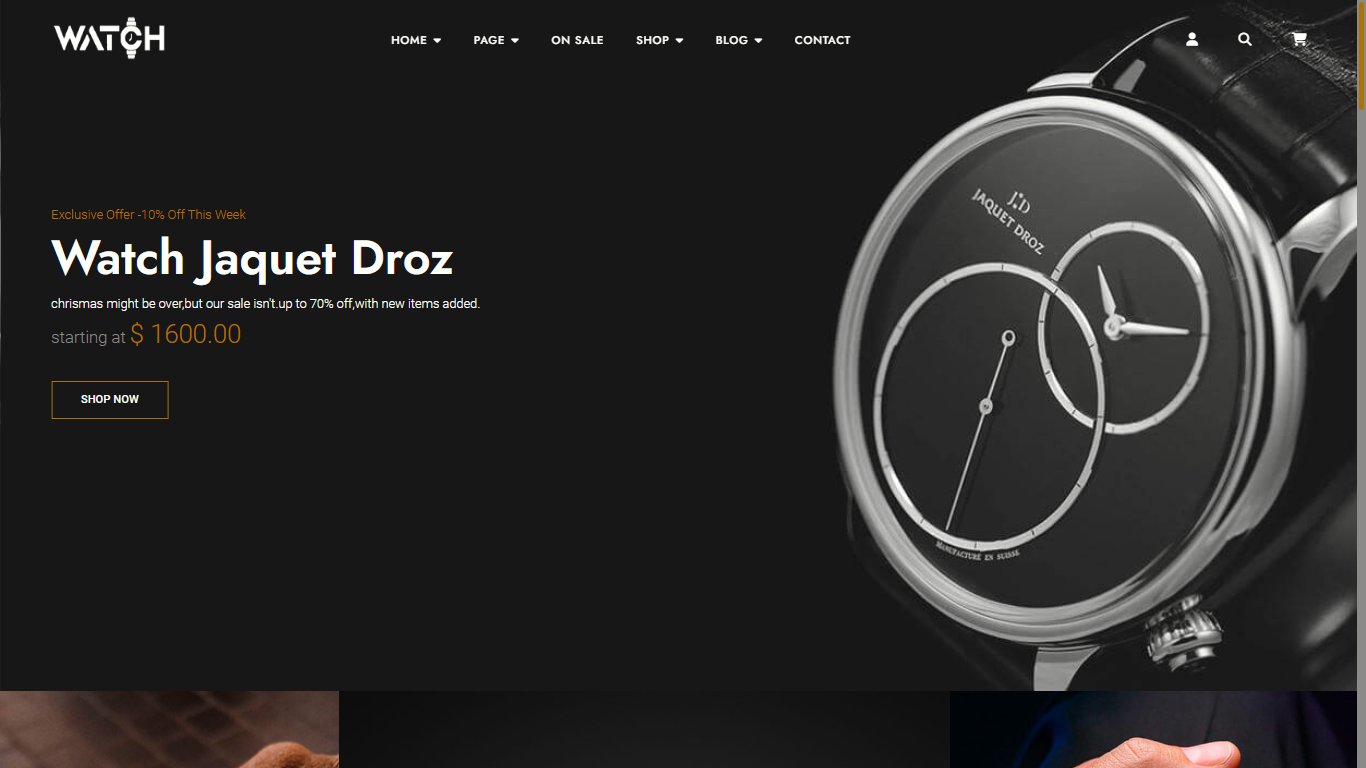 WATCH
HOME
PAGE
ON SALE
SHOP
BLOG
CONTACT
JAQUET DROZ
Exclusive Offer -10% Off This Week
Watch Jaquet Droz
chrismas might be over,but our sale isn't.up to 70% off,with new items added.
starting at $ 1600.00
SHOP NOW
MANUFACTURÉ EN SUISSE